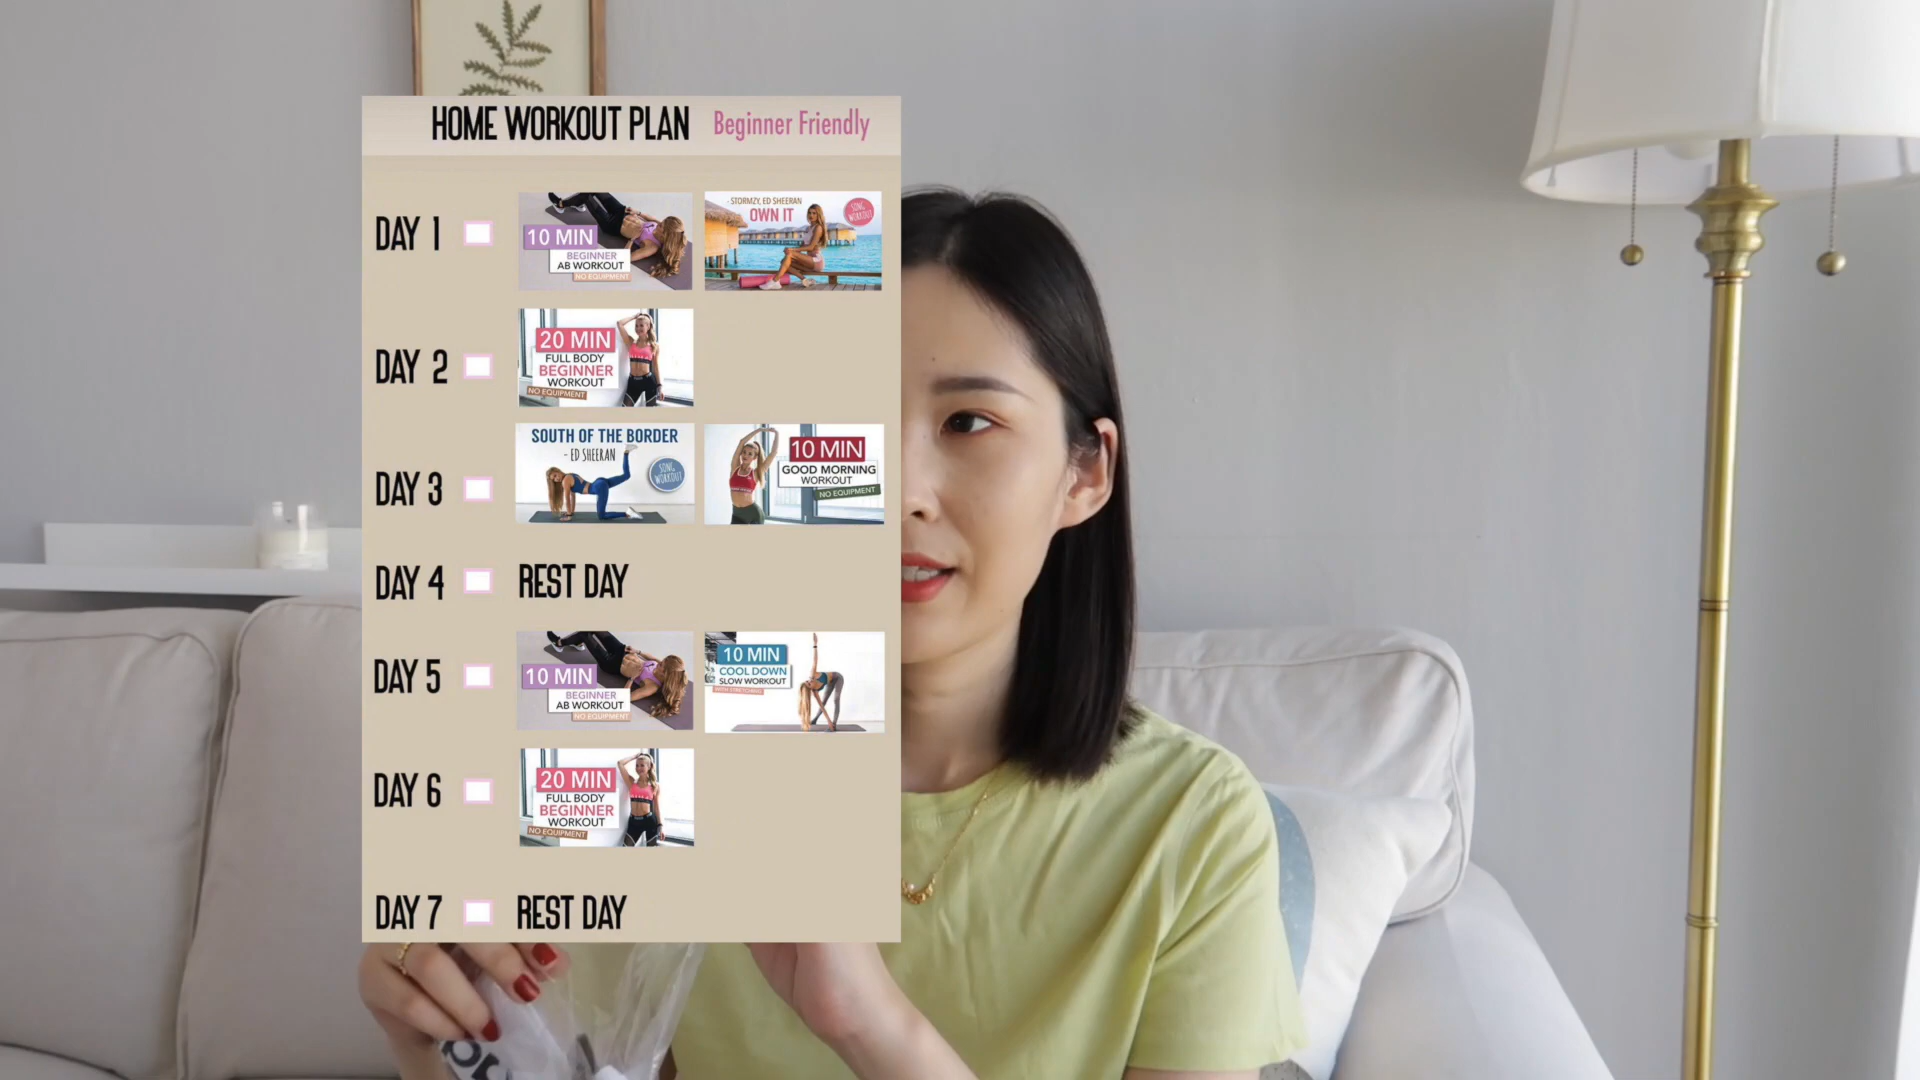 HOME WORKOUT PLAN Beginner Friendly
DAY 1
10 MIN
BEGINNER
AB WORKOUT
NO EQUIPMENT
- STORMZY, ED SHEERAN
OWN IT
SONG
WORKOUT
DAY 2
20 MIN
FULL BODY
BEGINNER
WORKOUT
NO EQUIPMENT
DAY 3
SOUTH OF THE BORDER
- ED SHEERAN
SONG
WORKOUT
10 MIN
GOOD MORNING
WORKOUT
NO EQUIPMENT
DAY 4 REST DAY
DAY 5
10 MIN
BEGINNER
AB WORKOUT
NO EQUIPMENT
10 MIN
COOL DOWN
SLOW WORKOUT
WITH STRETCHING
DAY 6
20 MIN
FULL BODY
BEGINNER
WORKOUT
NO EQUIPMENT
DAY 7 REST DAY